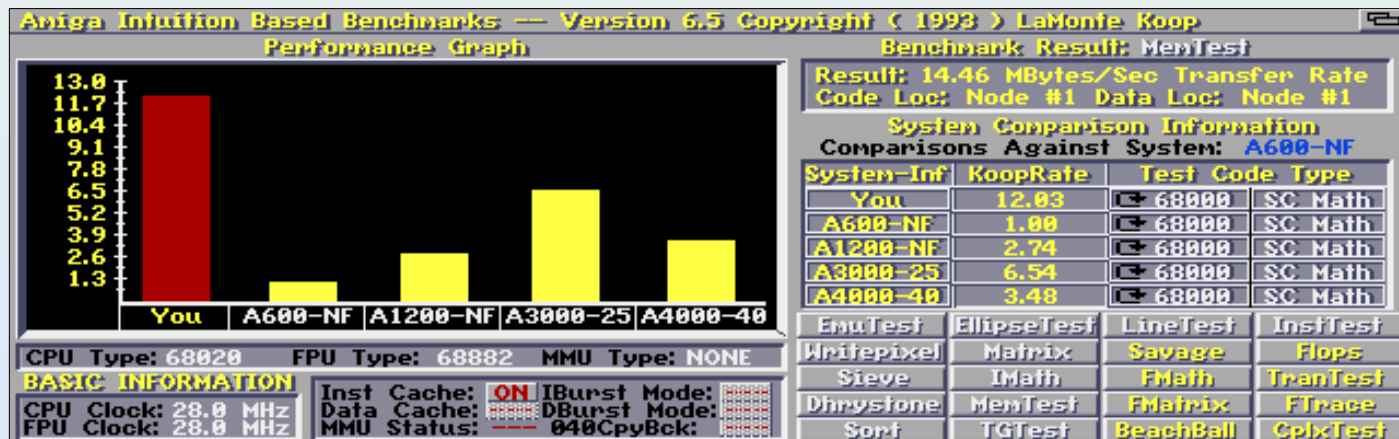 Amiga Intuition Based Benchmarks -- Version 6.5 Copyright ( 1993 ) LaMonte Koop
Performance Graph
13.0
11.7
10.4
9.1
7.8
6.5
5.2
3.9
2.6
1.3
You A600-NF A1200-NF A3000-25 A4000-40
CPU Type: 68020 FPU Type: 68882 MMU Type: NONE
BASIC INFORMATION
CPU Clock: 28.0 MHz
FPU Clock: 28.0 MHz
Inst Cache: ON IBurst Mode:
Data Cache: DBurst Mode:
MMU Status: --- 040CpyBck:
Benchmark Result: MemTest
Result: 14.46 MBytes/Sec Transfer Rate
Code Loc: Node #1 Data Loc: Node #1
System Comparison Information
Comparisons Against System: A600-NF
System-Inf KoopRate Test Code Type
You 12.03 68000 SC Math
A600-NF 1.00 68000 SC Math
A1200-NF 2.74 68000 SC Math
A3000-25 6.54 68000 SC Math
A4000-40 3.48 68000 SC Math
EmuTest EllipseTest LineTest InstTest
Writepixel Matrix Savage Flops
Sieve IMath FMath TranTest
Dhrystone MemTest FMatrix FTrace
Sort TGTest BeachBall CplxTest